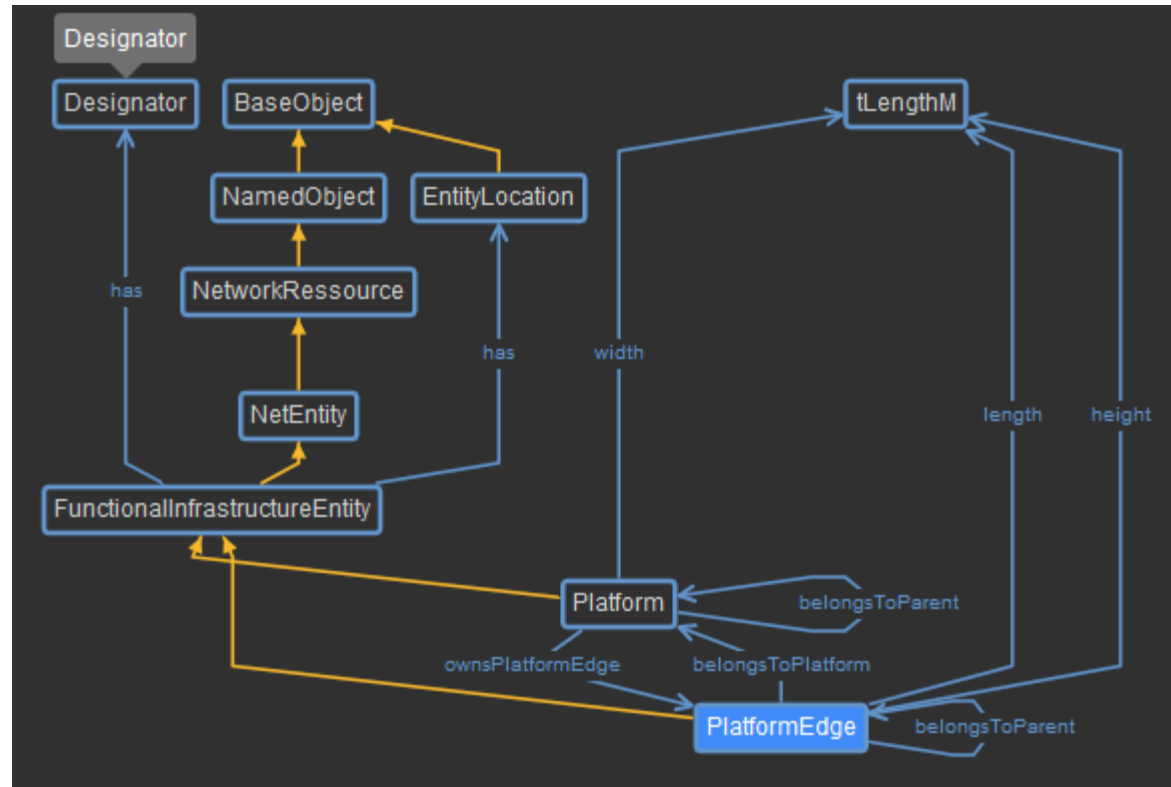 Designator
Designator
BaseObject
tLengthM
NamedObject
EntityLocation
has
NetworkRessource
has
width
NetEntity
length
height
FunctionalInfrastructureEntity
Platform
belongsToParent
ownsPlatformEdge
belongsToPlatform
PlatformEdge
belongsToParent